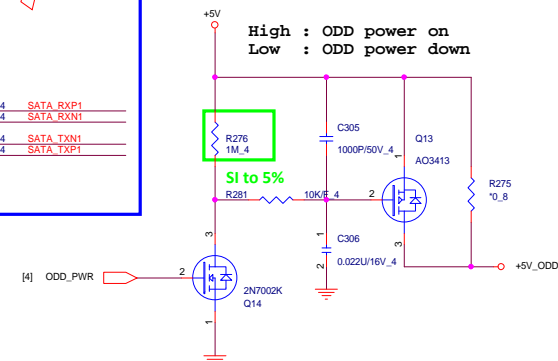 +5V
High : ODD power on
Low : ODD power down
4 SATA_RXP1
4 SATA_RXN1
4 SATA_TXN1
4 SATA_TXP1
R276
1M_4
SI to 5%
C305
1000P/50V_4
Q13
AO3413
1
2
3
R275
*0_8
R281
10K/F_4
1
C306
2
0.022U/16V_4
+5V_ODD
[4] ODD_PWR
3
2
1
2N7002K
Q14